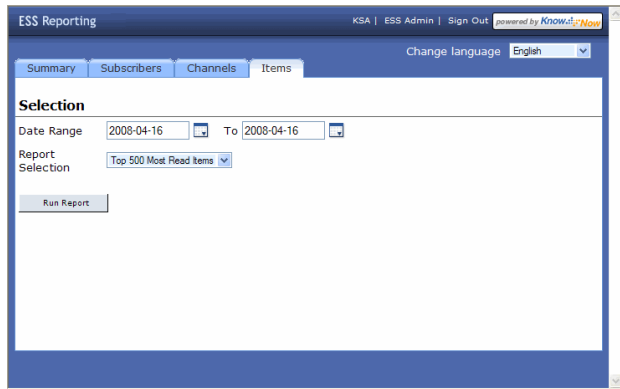 ESS Reporting
KSA | ESS Admin | Sign Out powered by KnowNow
Change language English
Summary Subscribers Channels Items
Selection
Date Range 2008-04-16 To 2008-04-16
Report
Selection
Top 500 Most Read Items
Run Report